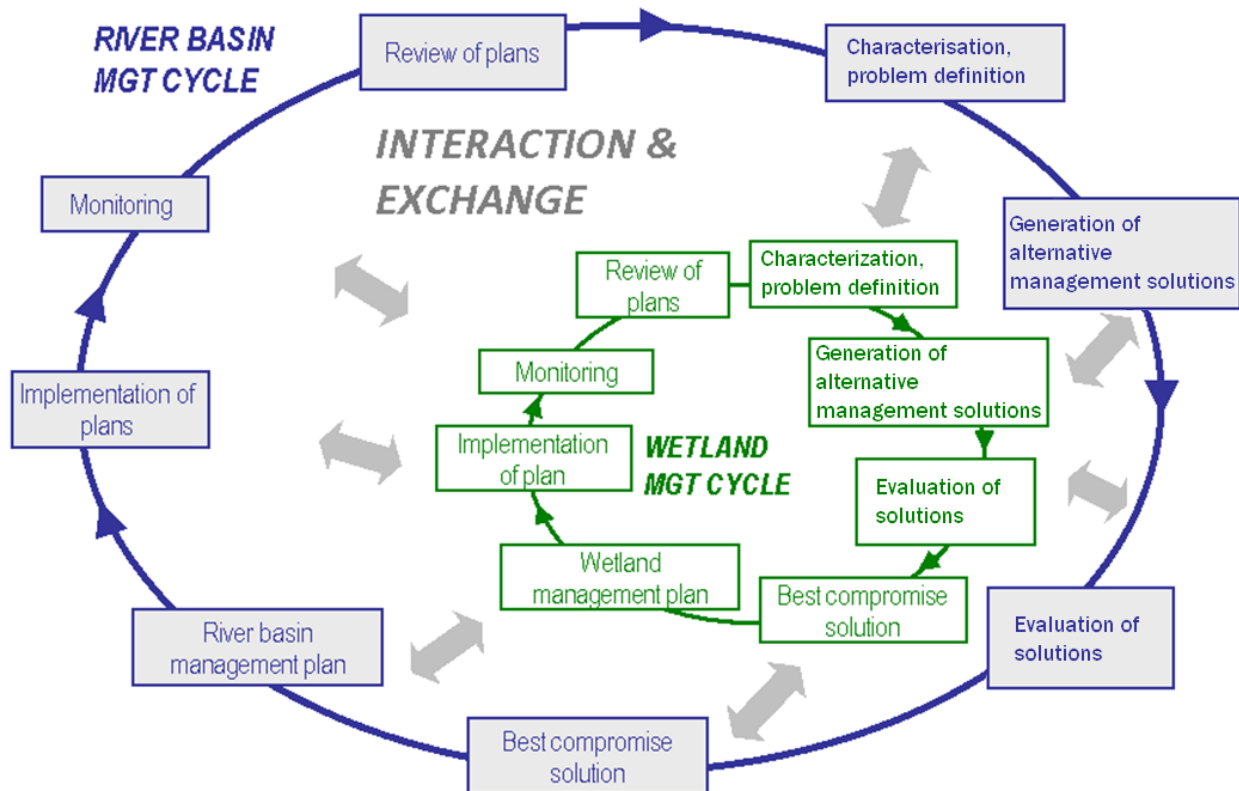 RIVER BASIN
MGT CYCLE
Review of plans
Characterisation,
problem definition
INTERACTION &
EXCHANGE
Monitoring
Generation of
alternative
management solutions
Implementation of
plans
Evaluation of
solutions
River basin
management plan
Best compromise
solution
Review of
plans
Characterization,
problem definition
Monitoring
Generation of
alternative
management solutions
Implementation
of plan
WETLAND
MGT CYCLE
Evaluation of
solutions
Wetland
management plan
Best compromise
solution